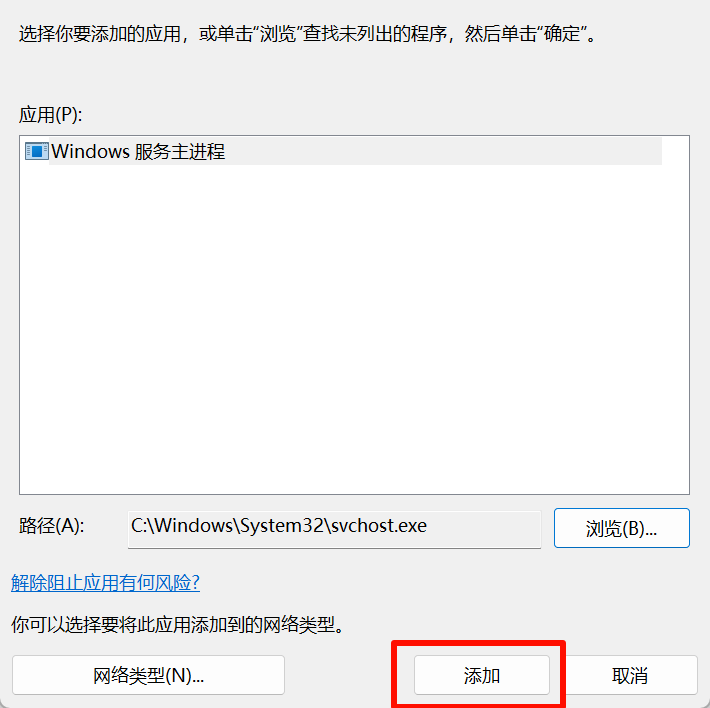 选择你要添加的应用，或单击“浏览”查找未列出的程序，然后单击“确定”。
应用(P):
Windows 服务主进程
路径(A):
C:\Windows\System32\svchost.exe
浏览(B)...
解除阻止应用有何风险?
你可以选择要将此应用添加到的网络类型。
网络类型(N)...
添加
取消